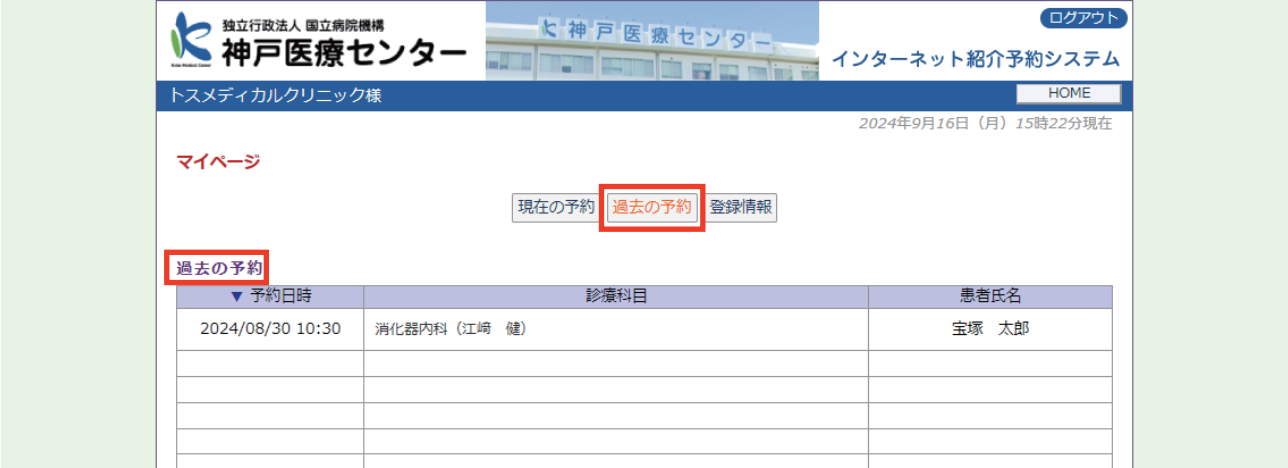 独立行政法人 国立病院機構
神戸医療センター
Kobe Medical Center
神戸医療センター
ログアウト
インターネット紹介予約システム
トスメディカルクリニック様
HOME
2024年9月16日（月）15時22分現在
マイページ
現在の予約 過去の予約 登録情報
過去の予約
▼ 予約日時 診療科目 患者氏名
2024/08/30 10:30 消化器内科（江﨑　健） 宝塚　太郎